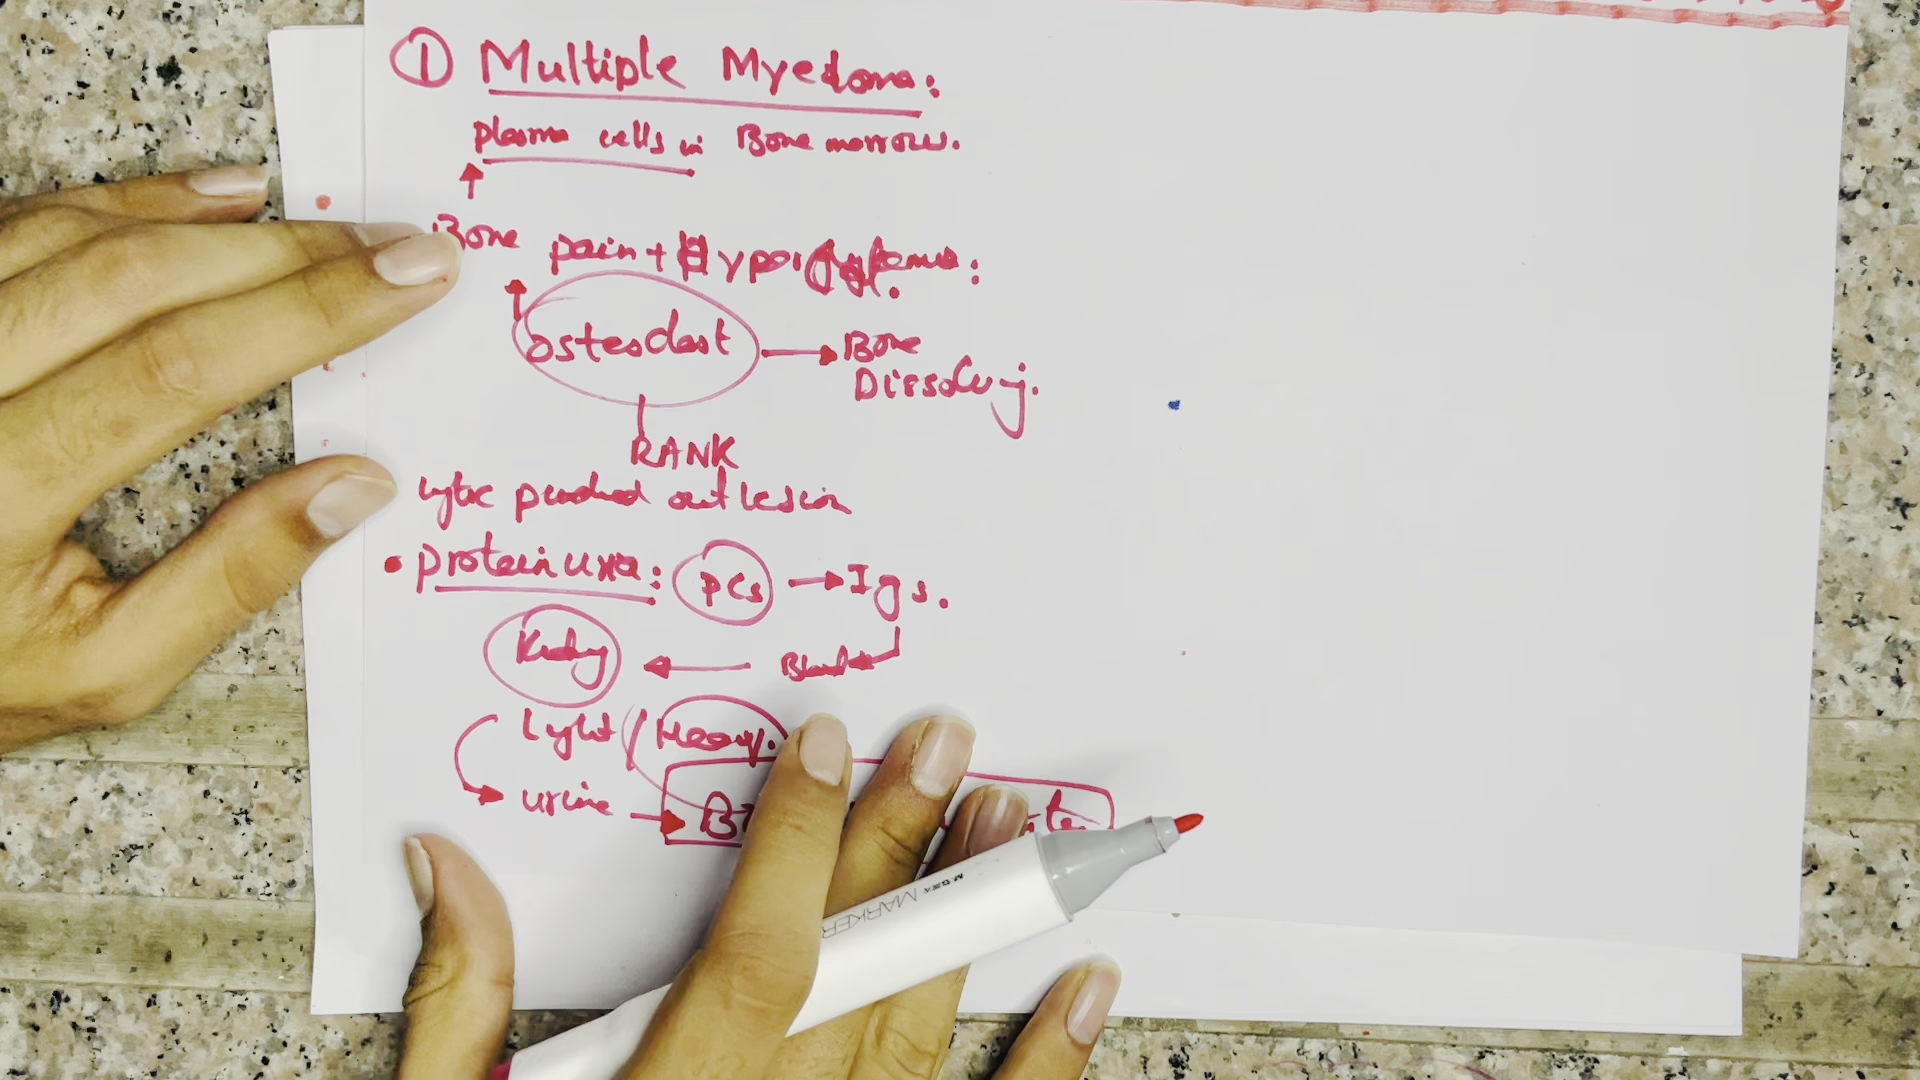 ① Multiple Myeloma:
plasma cells in Bone marrow.
Bone pain + Hyper
osteoclast → Bone
Dissolving.
RANK
lytic punched out lesion
• proteinuria: PCs → Igs.
Kidney ← Blood
Light / Heavy.
urine →
MARKER